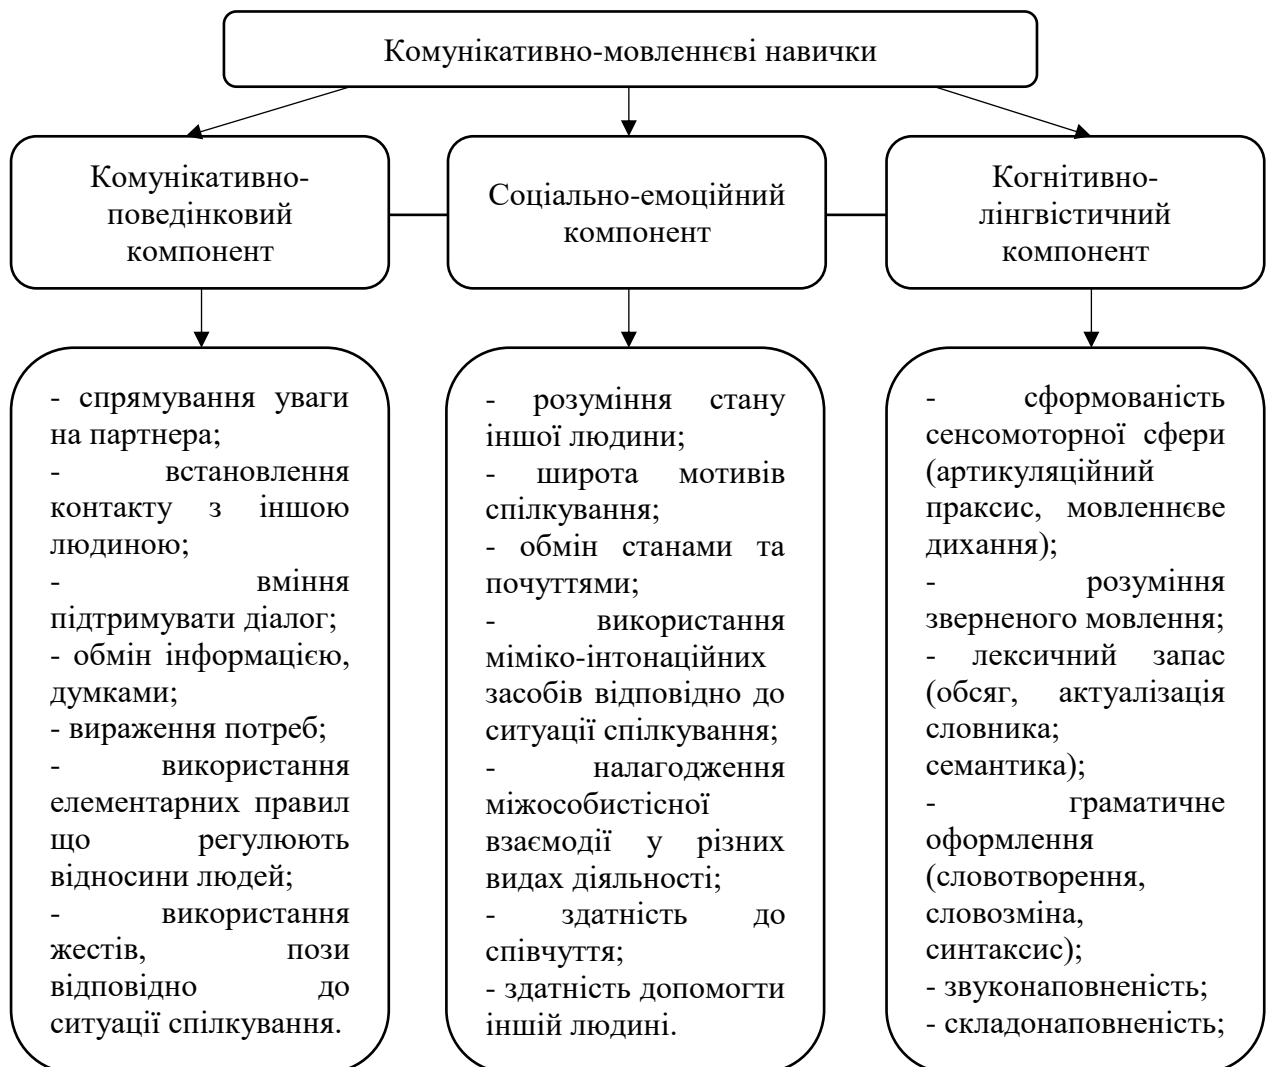 Комунікативно-мовленнєві навички
Комунікативно-
поведінковий
компонент
Соціально-емоційний
компонент
Когнітивно-
лінгвістичний
компонент
- спрямування уваги
на партнера;
- встановлення
контакту з іншою
людиною;
- вміння
підтримувати діалог;
- обмін інформацією,
думками;
- вираження потреб;
- використання
елементарних правил
що регулюють
відносини людей;
- використання
жестів, пози
відповідно до
ситуації спілкування.
- розуміння стану
іншої людини;
- широта мотивів
спілкування;
- обмін станами та
почуттями;
- використання
міміко-інтонаційних
засобів відповідно до
ситуації спілкування;
- налагодження
міжособистісної
взаємодії у різних
видах діяльності;
- здатність до
співчуття;
- здатність допомогти
іншій людині.
- сформованість
сенсомоторної сфери
(артикуляційний
праксис, мовленнєве
дихання);
- розуміння
зверненого мовлення;
- лексичний запас
(обсяг, актуалізація
словника;
семантика);
- граматичне
оформлення
(словотворення,
словозміна,
синтаксис);
- звуконаповненість;
- складонаповненість;